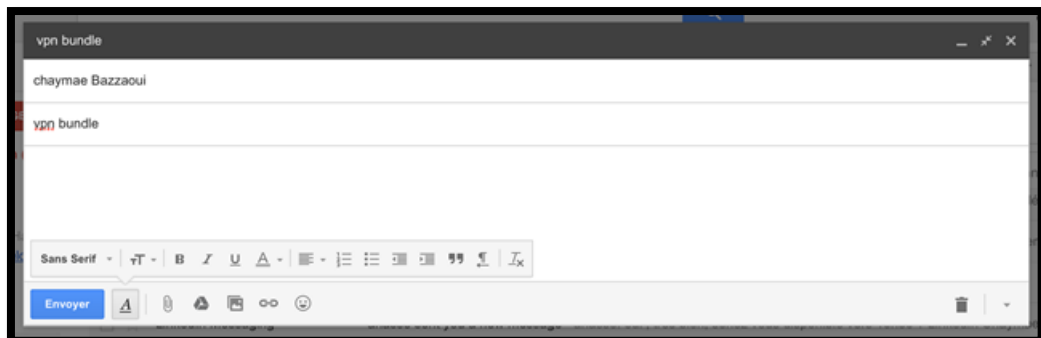 vpn bundle
chaymae Bazzaoui
vpn bundle
Sans Serif
Envoyer